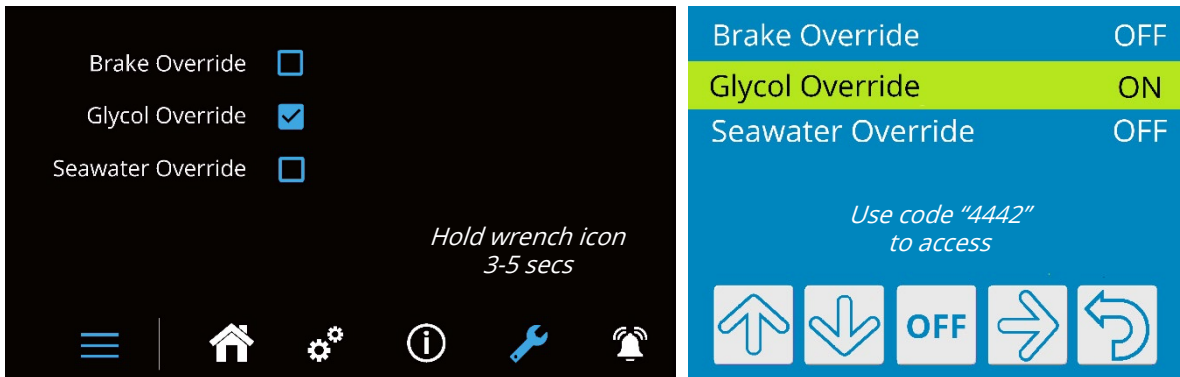 Brake Override
Glycol Override
Seawater Override
Hold wrench icon
3-5 secs
Brake Override OFF
Glycol Override ON
Seawater Override OFF
Use code “4442”
to access
OFF